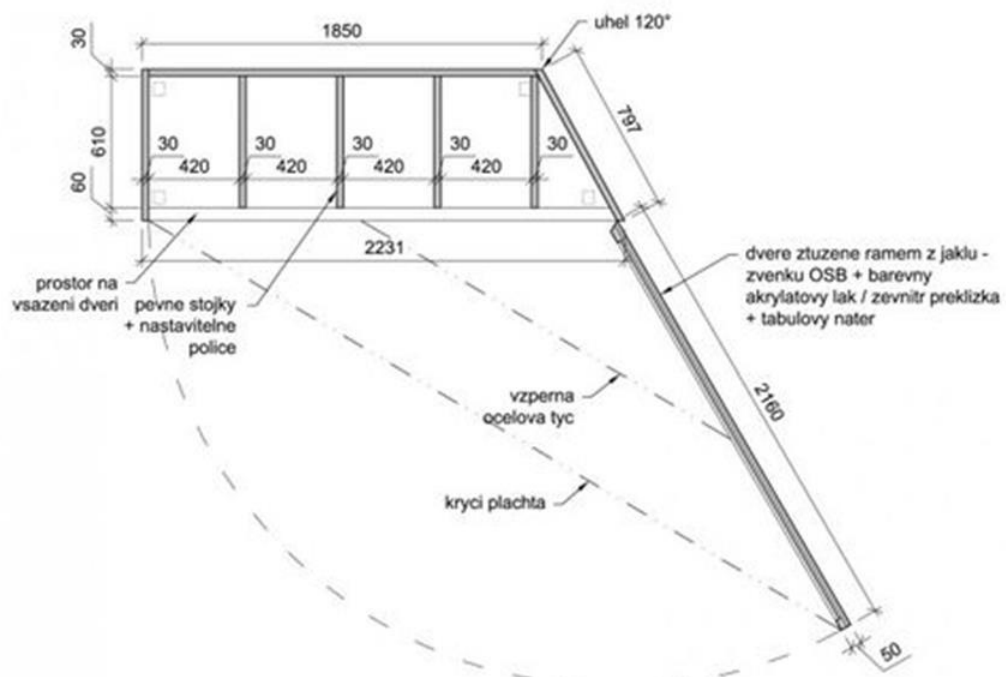 uhel 120°
1850
30
797
610
30
30
30
30
30
420
420
420
420
60
2231
prostor na
vsazeni dveri
pevne stojky
+ nastavitelne
police
dvere ztuzene ramem z jaklu -
zvenku OSB + barevny
akrylatovy lak / zevnitr preklizka
+ tabulovy nater
vzperna
ocelova tyc
2160
kryci plachta
50